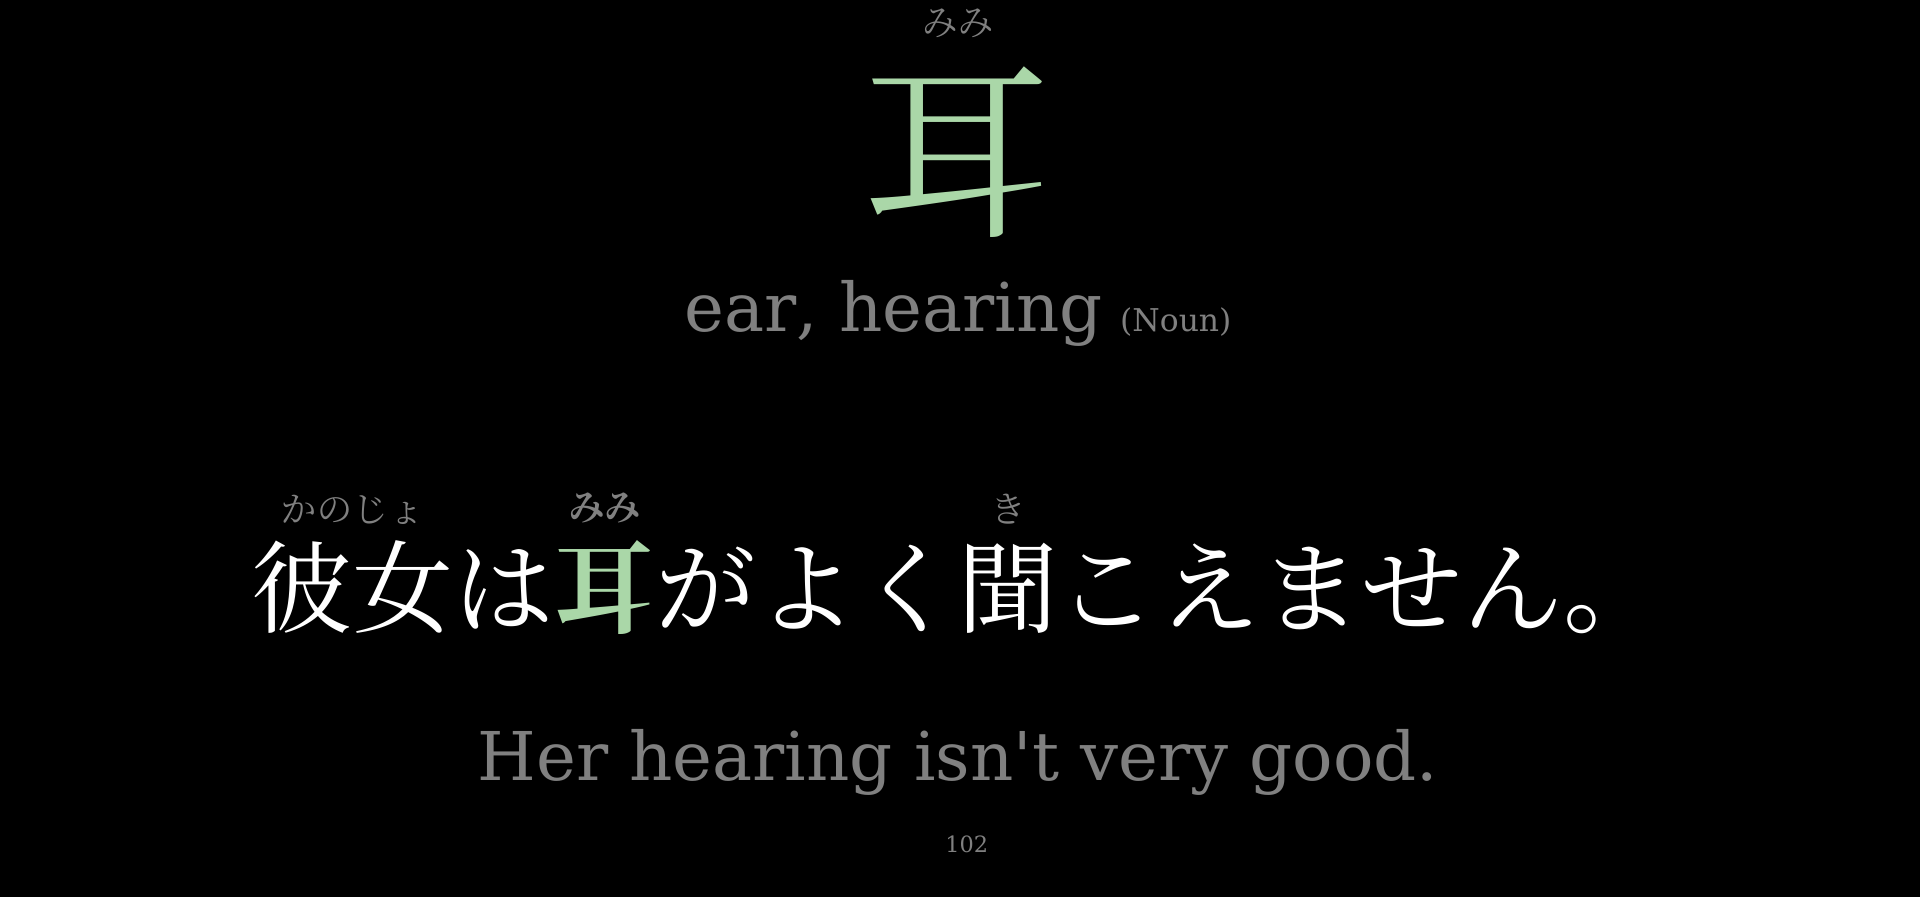 みみ
耳
ear, hearing (Noun)
かのじょ みみ き
彼女は耳がよく聞こえません。
Her hearing isn't very good.
102